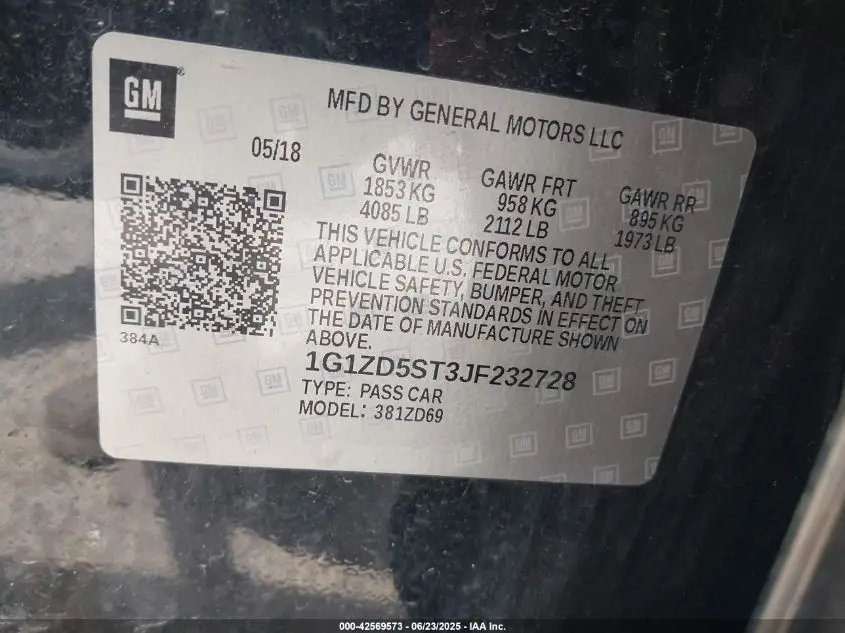 GM
MFD BY GENERAL MOTORS LLC
05/18
GVWR
1853 KG
4085 LB
GAWR FRT
958 KG
2112 LB
GAWR RR
895 KG
1973 LB
THIS VEHICLE CONFORMS TO ALL
APPLICABLE U.S. FEDERAL MOTOR
VEHICLE SAFETY, BUMPER, AND THEFT
PREVENTION STANDARDS IN EFFECT ON
THE DATE OF MANUFACTURE SHOWN
ABOVE.
384A
1G1ZD5ST3JF232728
TYPE: PASS CAR
MODEL: 381ZD69
000-42569573 - 06/23/2025 - IAA Inc.